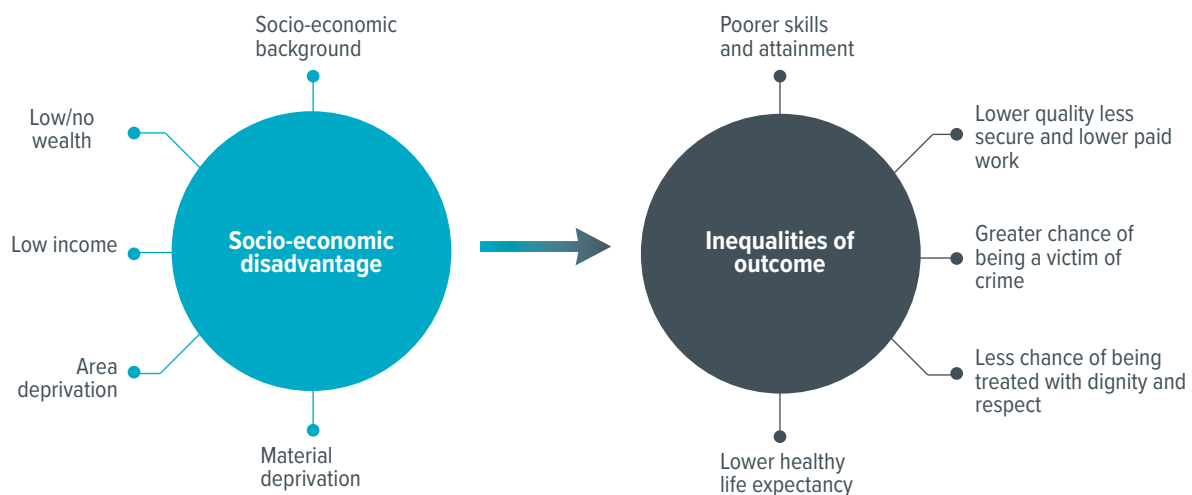 Socio-economic
background
Low/no
wealth
Low income
Area
deprivation
Material
deprivation
Socio-economic
disadvantage
Inequalities of
outcome
Poorer skills
and attainment
Lower quality less
secure and lower paid
work
Greater chance of
being a victim of
crime
Less chance of being
treated with dignity and
respect
Lower healthy
life expectancy